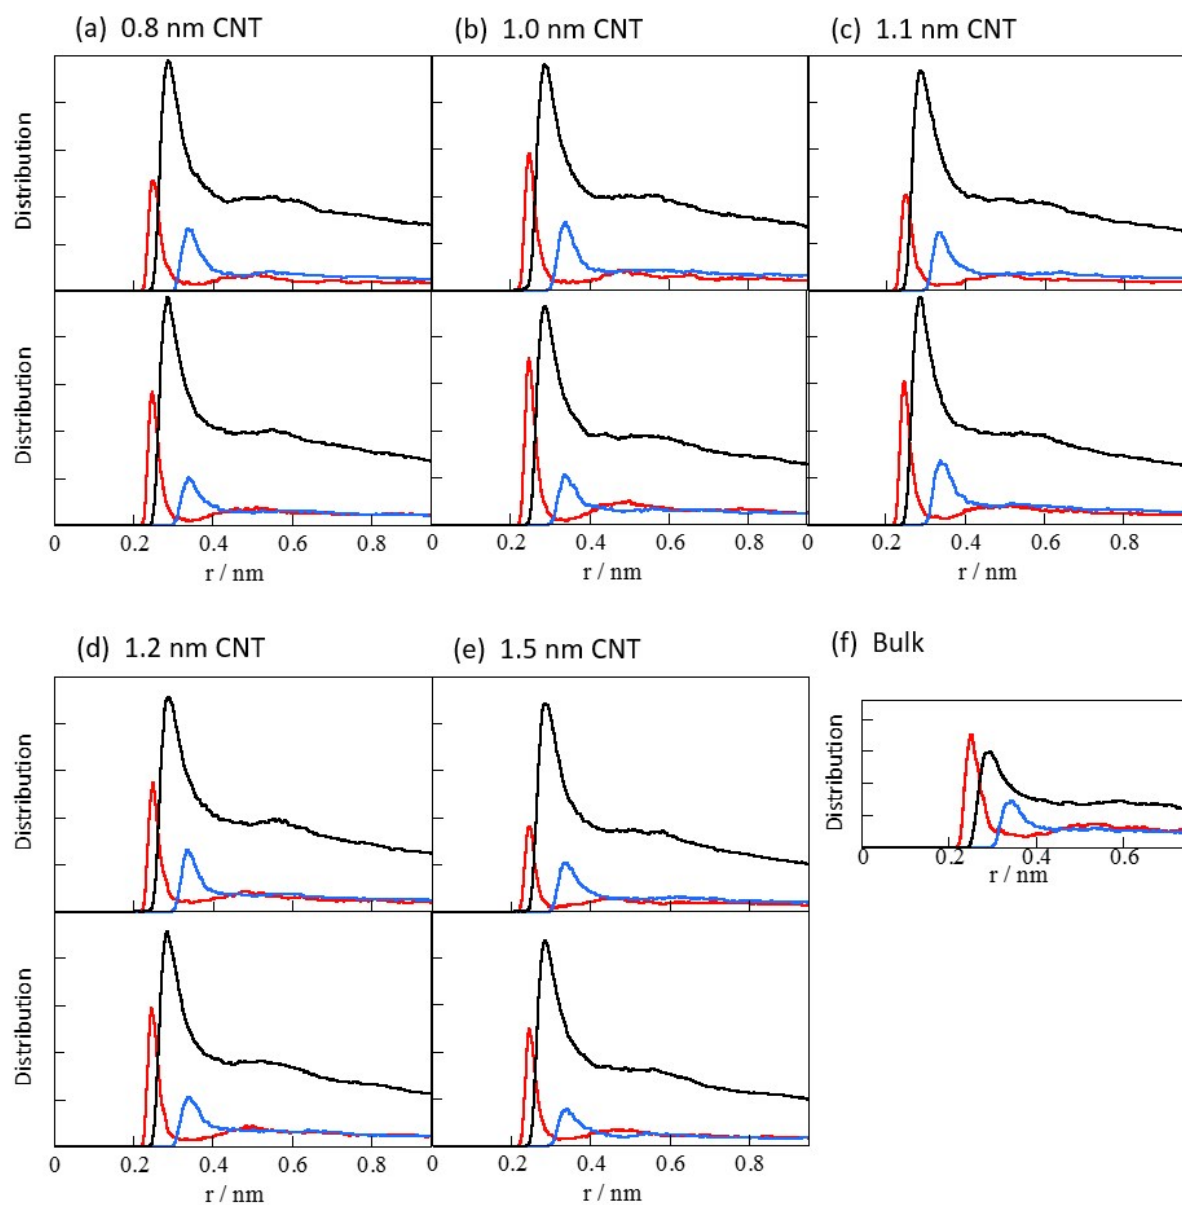 (a) 0.8 nm CNT
(b) 1.0 nm CNT
(c) 1.1 nm CNT
Distribution
Distribution
0 0.2 0.4 0.6 0.8 0 0.2 0.4 0.6 0.8 0 0.2 0.4 0.6 0.8
r / nm r / nm r / nm
(d) 1.2 nm CNT
(e) 1.5 nm CNT
(f) Bulk
Distribution
Distribution
0 0.2 0.4 0.6
r / nm
Distribution
0 0.2 0.4 0.6 0.8 0 0.2 0.4 0.6 0.8
r / nm r / nm